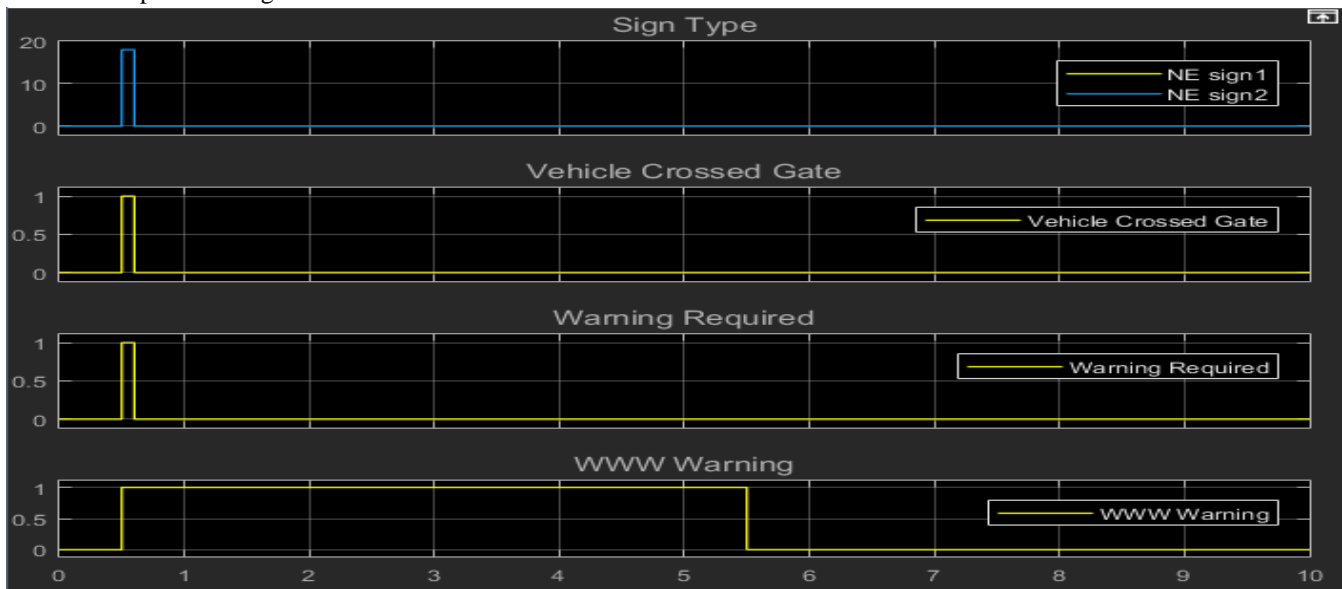 Sign Type
20
10
0
NE sign1
NE sign2
Vehicle Crossed Gate
1
0.5
0
Vehicle Crossed Gate
Warning Required
1
0.5
0
Warning Required
WWW Warning
1
0.5
0
WWW Warning
0 1 2 3 4 5 6 7 8 9 10